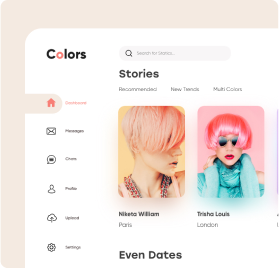 Colors
Search for Stories...
Stories
Recommended
New Trends
Multi Colors
Dashboard
Messages
Chats
Profile
Upload
Settings
Niketa William
Paris
Trisha Louis
London
Even Dates